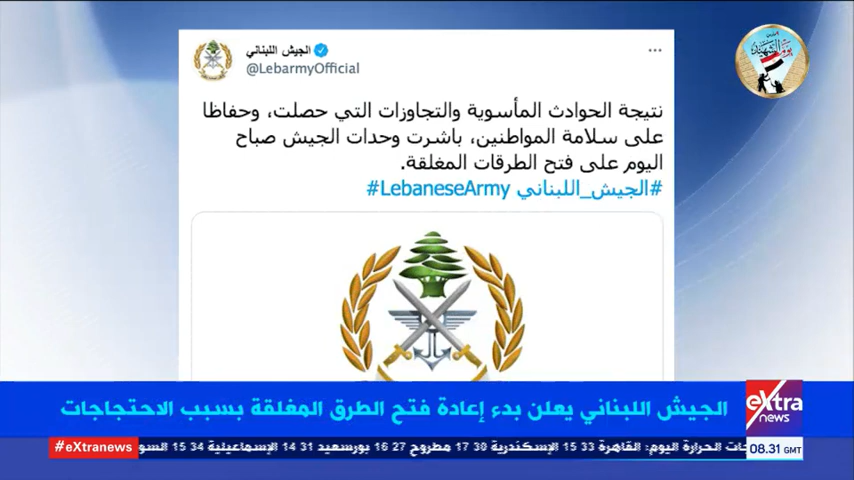 الجيش اللبناني
@LebarmyOfficial
نتيجة الحوادث المأسوية والتجاوزات التي حصلت، وحفاظا
على سلامة المواطنين، باشرت وحدات الجيش صباح
اليوم على فتح الطرقات المغلقة.
#الجيش_اللبناني LebaneseArmy#
يوم الشهيد
الجيش اللبناني يعلن بدء إعادة فتح الطرق المغلقة بسبب الاحتجاجات
eXtra
news
08.31 GMT
جات الحرارة اليوم: القاهرة 33 15 الإسكندرية 30 17 مطروح 27 16 بورسعيد 31 14 الإسماعيلية 34 15 السو
#eXtranews